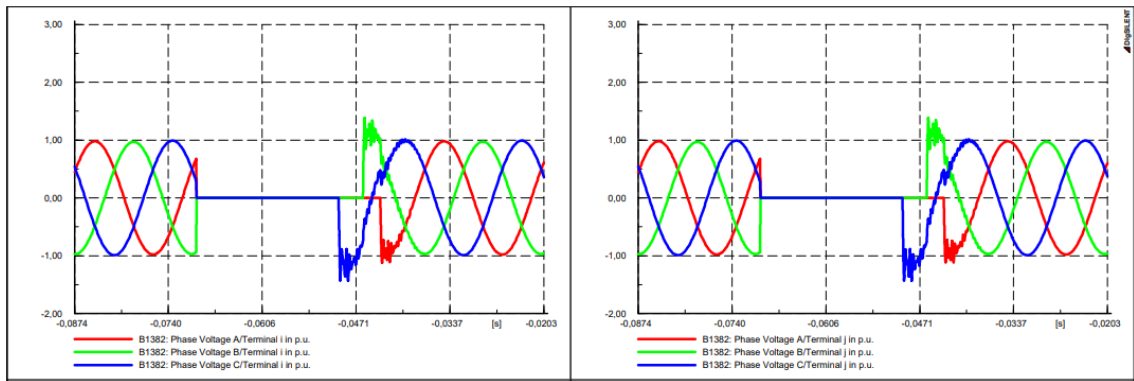 3,00
2,00
1,00
0,00
-1,00
-2,00
-0,0874 -0,0740 -0,0606 -0,0471 -0,0337 [s] -0,0203
B1382: Phase Voltage A/Terminal i in p.u.
B1382: Phase Voltage B/Terminal i in p.u.
B1382: Phase Voltage C/Terminal i in p.u.
3,00
2,00
1,00
0,00
-1,00
-2,00
-0,0874 -0,0740 -0,0606 -0,0471 -0,0337 [s] -0,0203
B1382: Phase Voltage A/Terminal j in p.u.
B1382: Phase Voltage B/Terminal j in p.u.
B1382: Phase Voltage C/Terminal j in p.u.
DIgSILENT